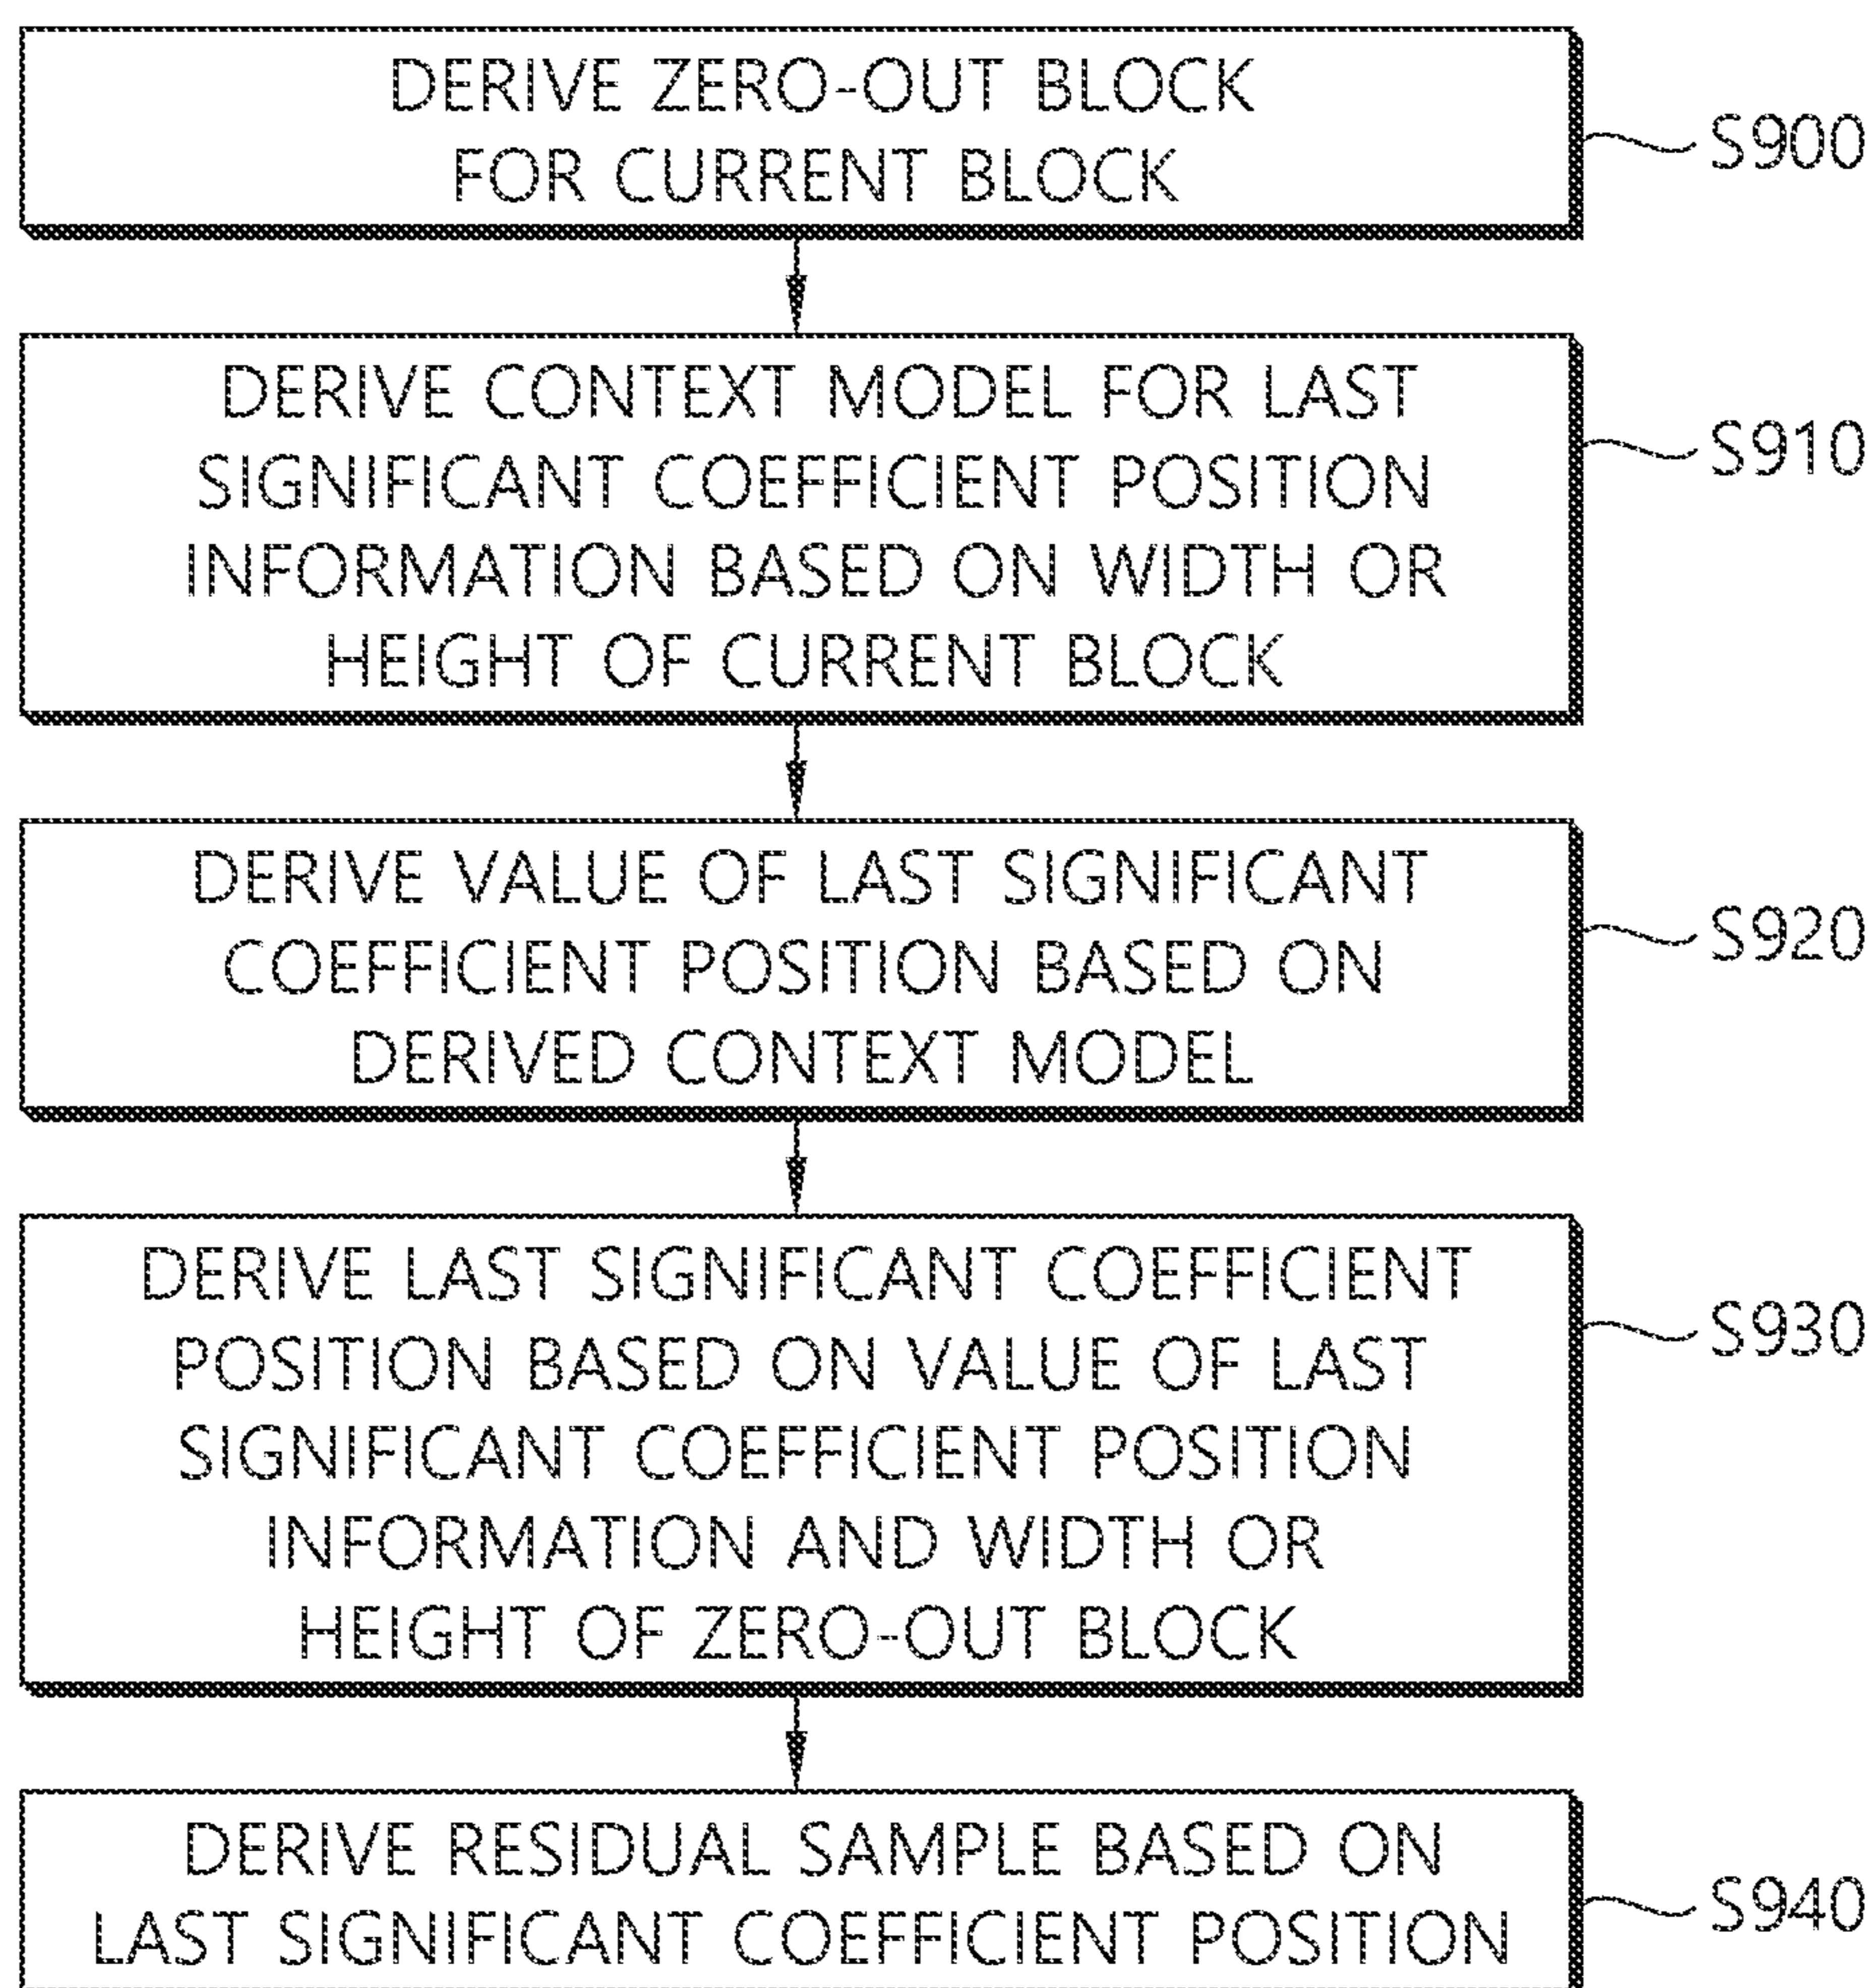 DERIVE ZERO-OUT BLOCK
FOR CURRENT BLOCK
S900
DERIVE CONTEXT MODEL FOR LAST
SIGNIFICANT COEFFICIENT POSITION
INFORMATION BASED ON WIDTH OR
HEIGHT OF CURRENT BLOCK
S910
DERIVE VALUE OF LAST SIGNIFICANT
COEFFICIENT POSITION BASED ON
DERIVED CONTEXT MODEL
S920
DERIVE LAST SIGNIFICANT COEFFICIENT
POSITION BASED ON VALUE OF LAST
SIGNIFICANT COEFFICIENT POSITION
INFORMATION AND WIDTH OR
HEIGHT OF ZERO-OUT BLOCK
S930
DERIVE RESIDUAL SAMPLE BASED ON
LAST SIGNIFICANT COEFFICIENT POSITION
S940